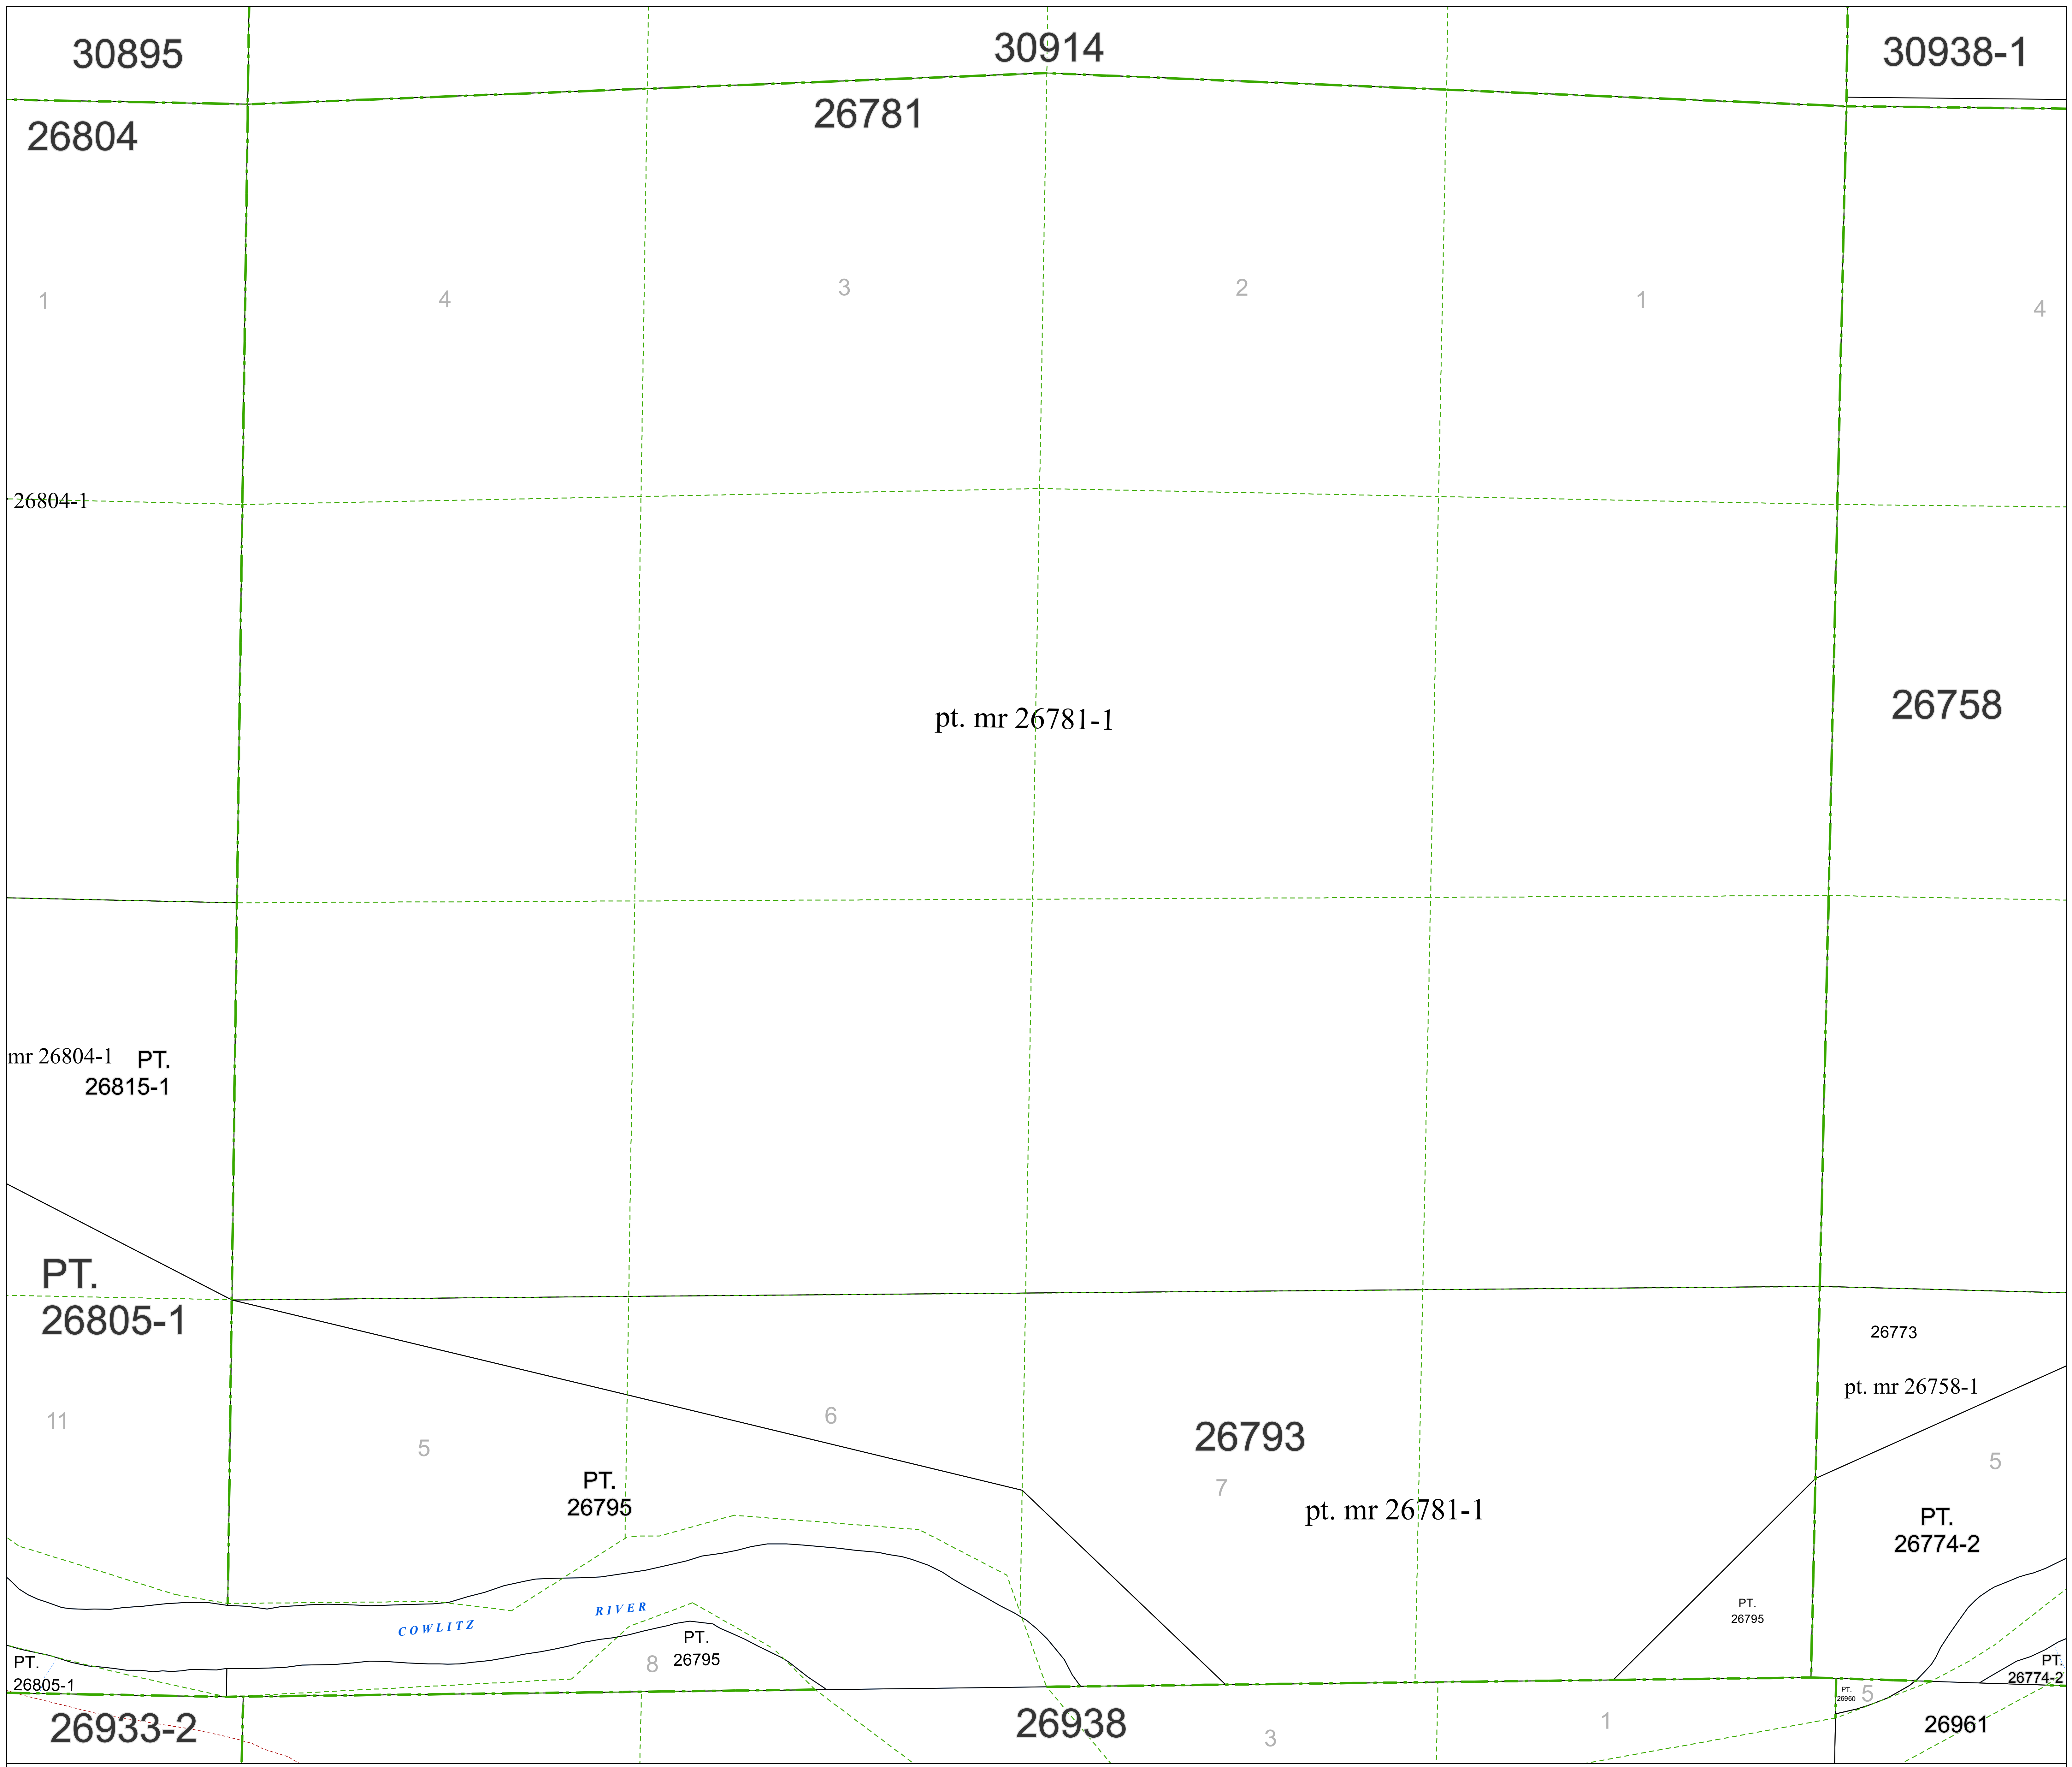 30895
30914
30938-1
26804
26781
1
4
3
2
1
4
26804-1
pt. mr 26781-1
26758
mr 26804-1
PT.
26815-1
PT.
26805-1
26773
pt. mr 26758-1
11
5
6
26793
7
5
PT.
26795
pt. mr 26781-1
PT.
26774-2
COWLITZ RIVER
PT.
26795
PT.
26795
8
PT.
26805-1
PT.
26774-2
PT.
26960
5
26933-2
26938
3
1
26961